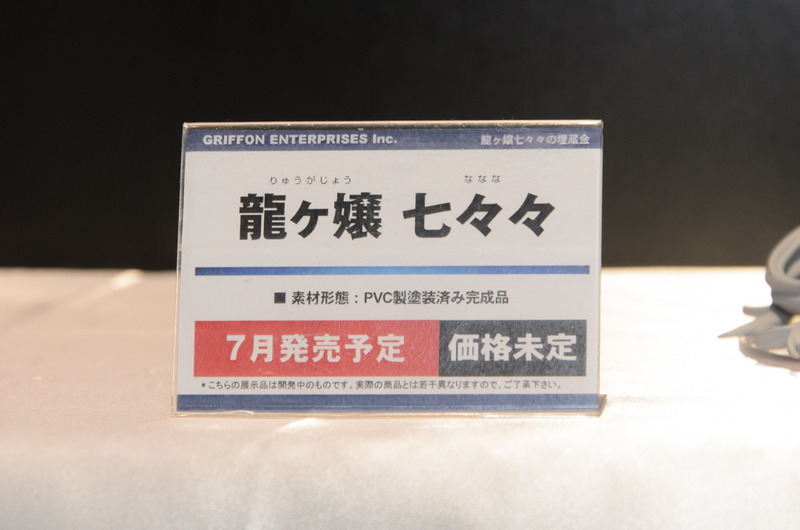 GRIFFON ENTERPRISES Inc. 龍ヶ嬢七々々の埋蔵金
りゅうがじょう ななな
龍ヶ嬢 七々々
■ 素材形態：PVC製塗装済み完成品
7月発売予定 価格未定
＊こちらの展示品は開発中のものです。実際の商品とは若干異なりますので、ご了承下さい。